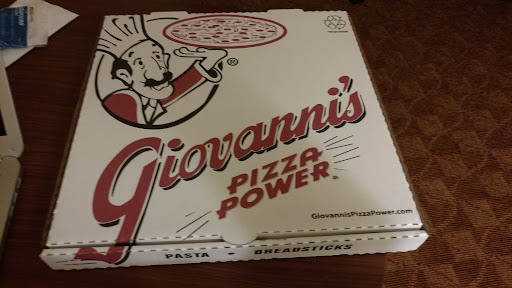 ®
Giovanni's
PIZZA
POWER®
GiovannisPizzaPower.com
PASTA • BREADSTICKS